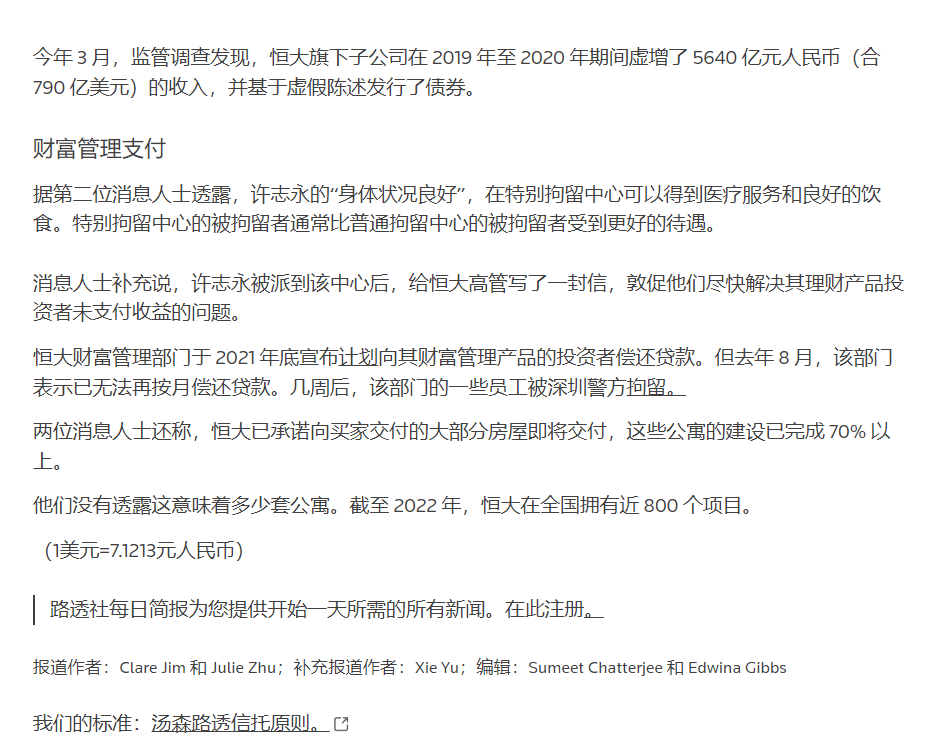 今年 3 月，监管调查发现，恒大旗下子公司在 2019 年至 2020 年期间虚增了 5640 亿元人民币（合
790 亿美元）的收入，并基于虚假陈述发行了债券。
财富管理支付
据第二位消息人士透露，许志永的“身体状况良好”，在特别拘留中心可以得到医疗服务和良好的饮
食。特别拘留中心的被拘留者通常比普通拘留中心的被拘留者受到更好的待遇。
消息人士补充说，许志永被派到该中心后，给恒大高管写了一封信，敦促他们尽快解决其理财产品投
资者未支付收益的问题。
恒大财富管理部门于 2021 年底宣布计划向其财富管理产品的投资者偿还贷款。但去年 8 月，该部门
表示已无法再按月偿还贷款。几周后，该部门的一些员工被深圳警方拘留。
两位消息人士还称，恒大已承诺向买家交付的大部分房屋即将交付，这些公寓的建设已完成 70% 以
上。
他们没有透露这意味着多少套公寓。截至 2022 年，恒大在全国拥有近 800 个项目。
（1美元=7.1213元人民币）
路透社每日简报为您提供开始一天所需的所有新闻。在此注册。
报道作者：Clare Jim 和 Julie Zhu；补充报道作者：Xie Yu；编辑：Sumeet Chatterjee 和 Edwina Gibbs
我们的标准：汤森路透信托原则。